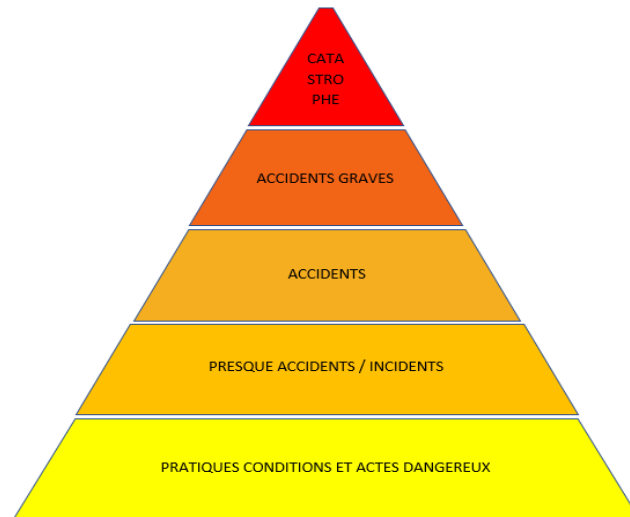 CATA
STRO
PHE
ACCIDENTS GRAVES
ACCIDENTS
PRESQUE ACCIDENTS / INCIDENTS
PRATIQUES CONDITIONS ET ACTES DANGEREUX